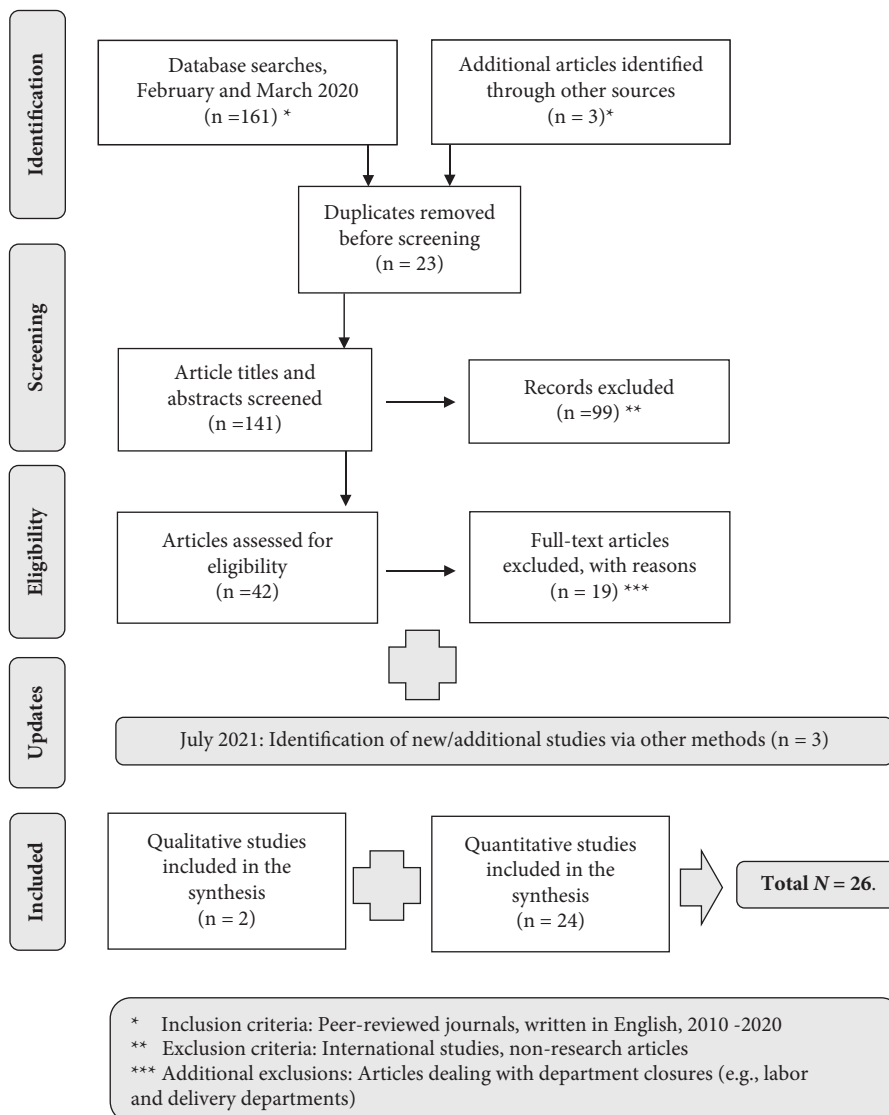 Identification
Database searches,
February and March 2020
(n =161) *
Additional articles identified
through other sources
(n = 3)*
Duplicates removed
before screening
(n = 23)
Screening
Article titles and
abstracts screened
(n =141)
Records excluded
(n =99) **
Eligibility
Articles assessed for
eligibility
(n =42)
Full-text articles
excluded, with reasons
(n = 19) ***
Updates
July 2021: Identification of new/additional studies via other methods (n = 3)
Included
Qualitative studies
included in the
synthesis
(n = 2)
Quantitative studies
included in the
synthesis
(n = 24)
Total N = 26.
* Inclusion criteria: Peer-reviewed journals, written in English, 2010 -2020
** Exclusion criteria: International studies, non-research articles
*** Additional exclusions: Articles dealing with department closures (e.g., labor
and delivery departments)